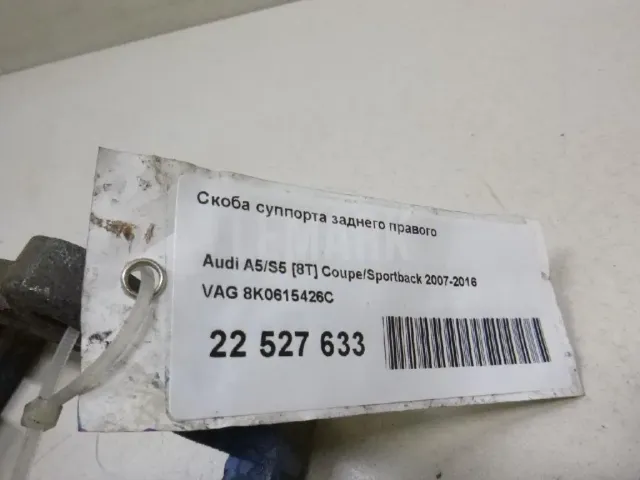 Скоба суппорта заднего правого
Audi A5/S5 [8T] Coupe/Sportback 2007-2016
VAG 8K0615426C
22 527 633